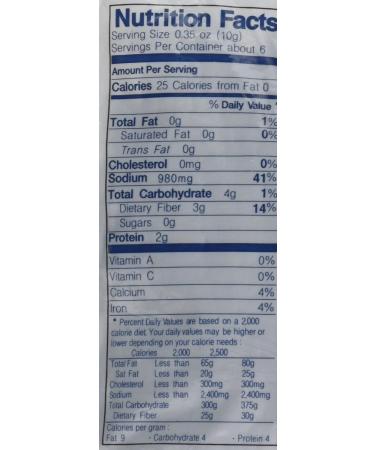 Nutrition Facts
Serving Size 0.35 oz (10g)
Servings Per Container about 6
Amount Per Serving
Calories 25 Calories from Fat 0
% Daily Value *
Total Fat 0g 1%
Saturated Fat 0g 0%
Trans Fat 0g
Cholesterol 0mg 0%
Sodium 980mg 41%
Total Carbohydrate 4g 1%
Dietary Fiber 3g 14%
Sugars 0g
Protein 2g
Vitamin A 0%
Vitamin C 0%
Calcium 4%
Iron 4%
* Percent Daily Values are based on a 2,000
calorie diet. Your daily values may be higher or
lower depending on your calorie needs :
Calories 2,000 2,500
Total Fat Less than 65g 80g
Sat Fat Less than 20g 25g
Cholesterol Less than 300mg 300mg
Sodium Less than 2,400mg 2,400mg
Total Carbohydrate 300g 375g
Dietary Fiber 25g 30g
Calories per gram :
Fat 9 · Carbohydrate 4 · Protein 4